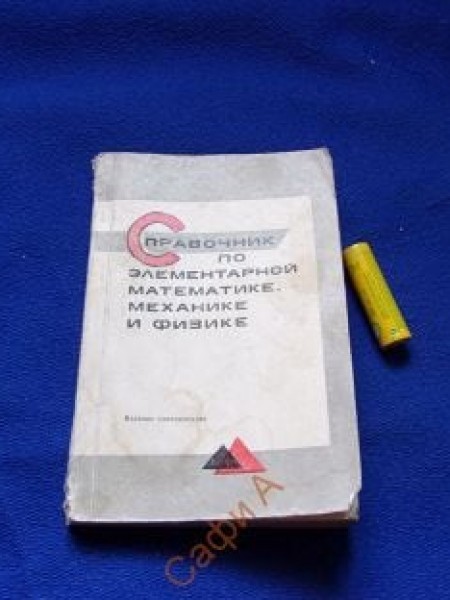 СПРАВОЧНИК
ПО
ЭЛЕМЕНТАРНОЙ
МАТЕМАТИКЕ,
МЕХАНИКЕ
И ФИЗИКЕ
Сафи А